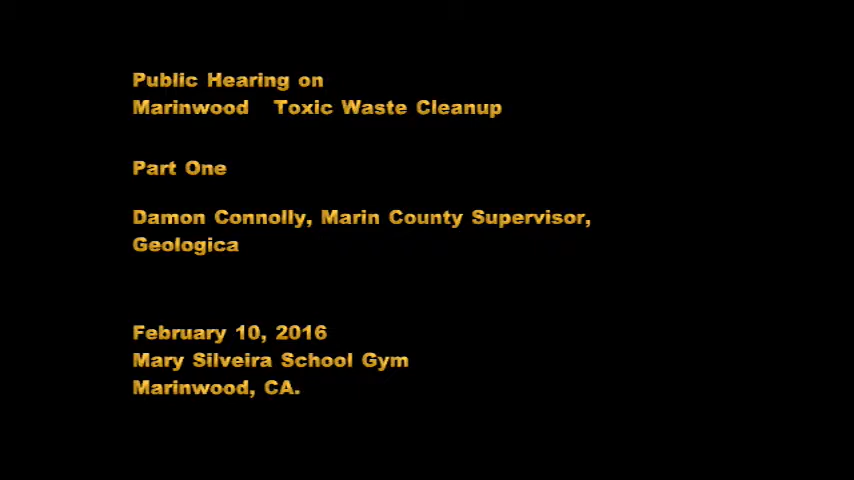 Public Hearing on
Marinwood Toxic Waste Cleanup
Part One
Damon Connolly, Marin County Supervisor,
Geologica
February 10, 2016
Mary Silveira School Gym
Marinwood, CA.